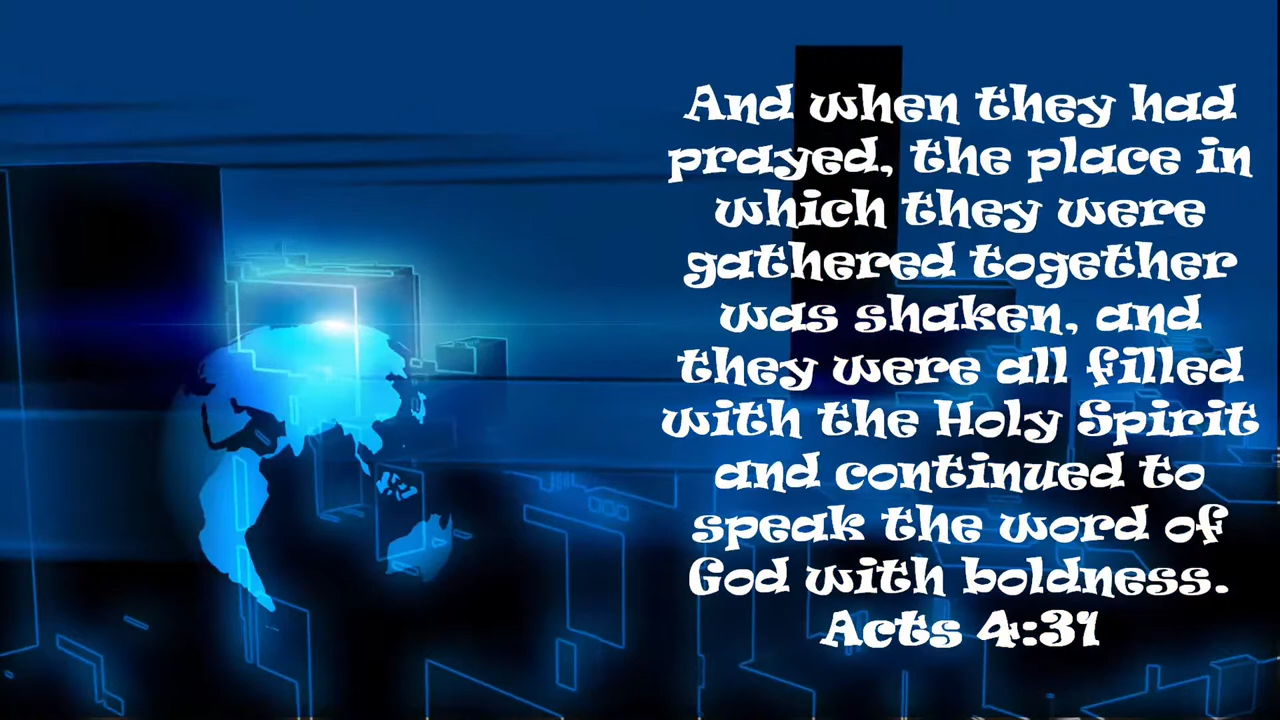 And when they had
prayed, the place in
which they were
gathered together
was shaken, and
they were all filled
with the Holy Spirit
and continued to
speak the word of
God with boldness.
Acts 4:31